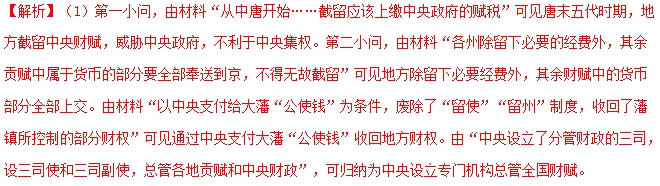 【解析】（1）第一小问，由材料“从中唐开始……截留应该上缴中央政府的赋税”可见唐末五代时期，地
方截留中央财赋，威胁中央政府，不利于中央集权。第二小问，由材料“各州除留下必要的经费外，其余
贡赋中属于货币的部分要全部奉送到京，不得无故截留”可见地方除留下必要经费外，其余财赋中的货币
部分全部上交。由材料“以中央支付给大藩“公使钱”为条件，废除了“留使”“留州”制度，收回了藩
镇所控制的部分财权”可见通过中央支付大藩“公使钱”收回地方财权。由“中央设立了分管财政的三司，
设三司使和三司副使，总管各地贡赋和中央财政”，可归纳为中央设立专门机构总管全国财赋。